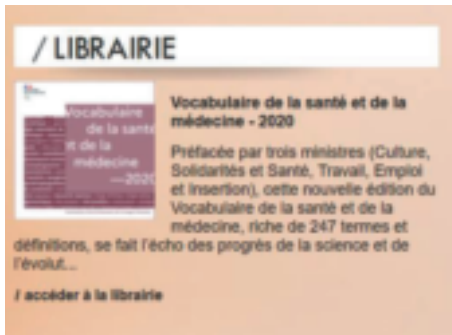 / LIBRAIRIE
Vocabulaire
de la santé
et de la
médecine
—2020
Vocabulaire de la santé et de la
médecine - 2020
Préfacée par trois ministres (Culture,
Solidarités et Santé, Travail, Emploi
et Insertion), cette nouvelle édition du
Vocabulaire de la santé et de la
médecine, riche de 247 termes et
définitions, se fait l'écho des progrès de la science et de
l'évolut...
/ accéder à la librairie